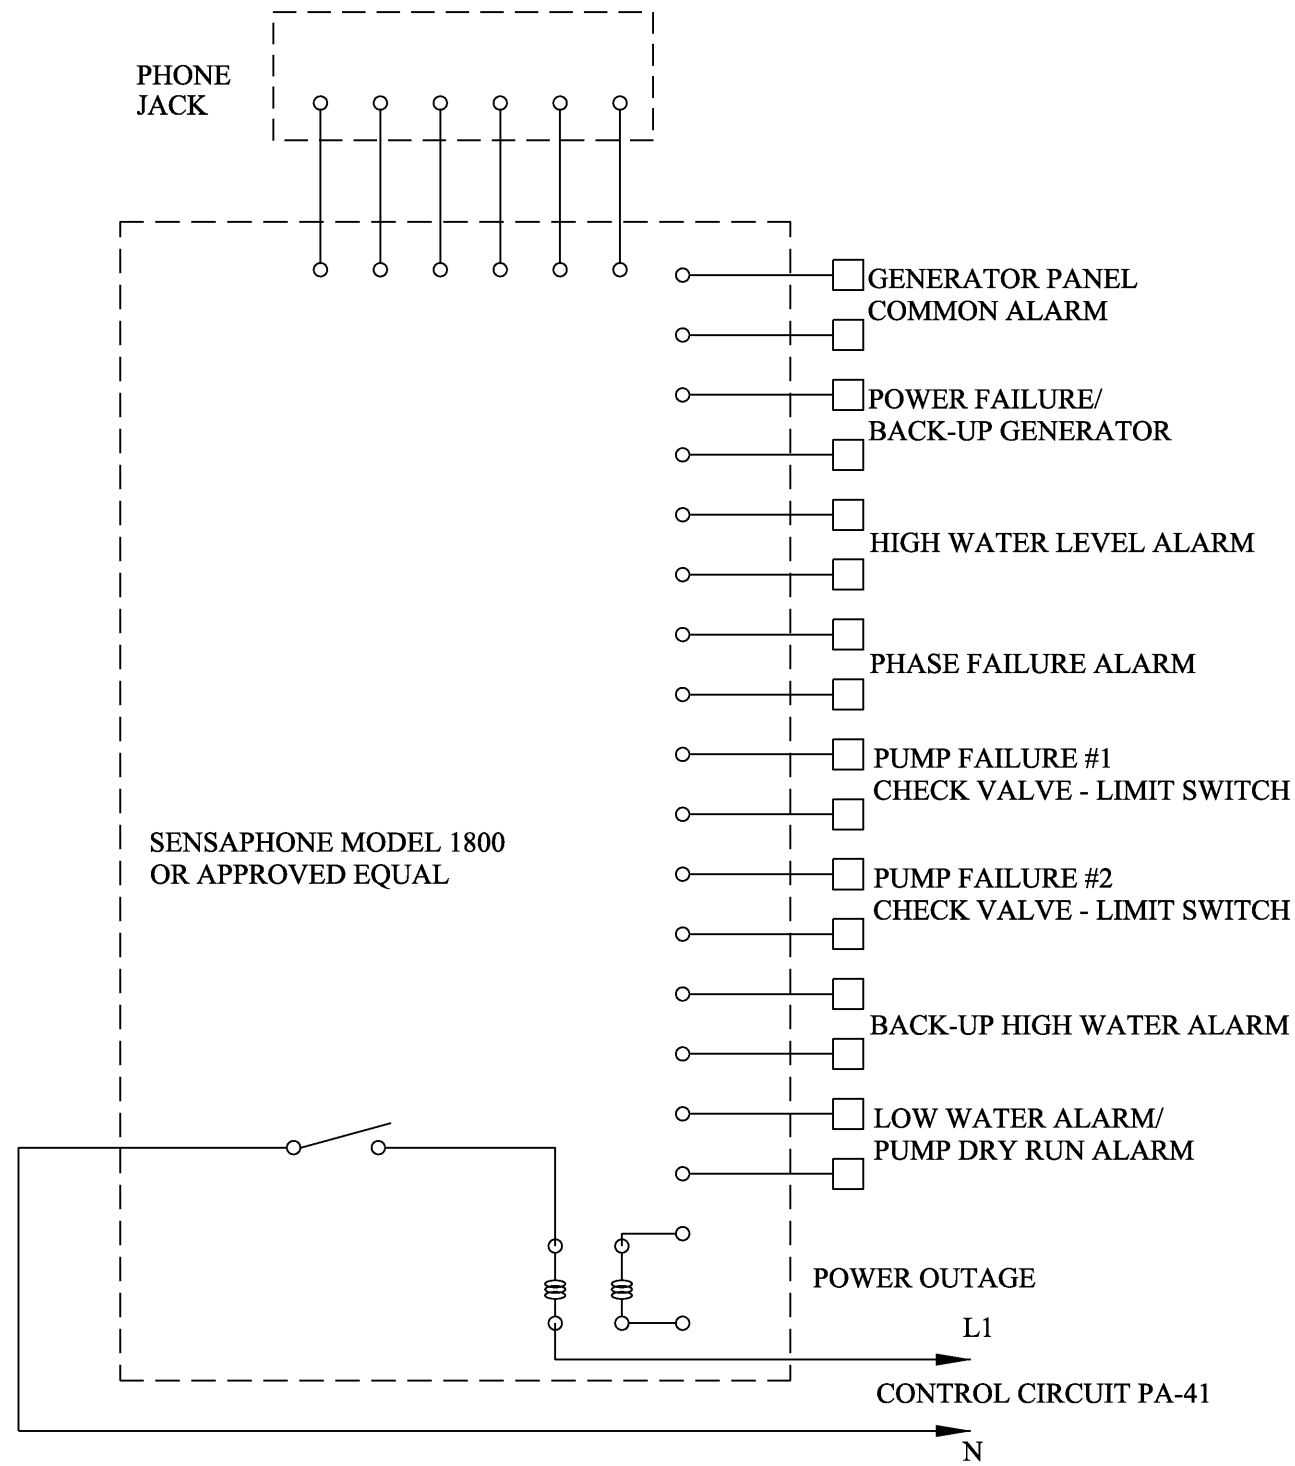 PHONE
JACK
GENERATOR PANEL
COMMON ALARM
POWER FAILURE/
BACK-UP GENERATOR
HIGH WATER LEVEL ALARM
PHASE FAILURE ALARM
PUMP FAILURE #1
CHECK VALVE - LIMIT SWITCH
SENSAPHONE MODEL 1800
OR APPROVED EQUAL
PUMP FAILURE #2
CHECK VALVE - LIMIT SWITCH
BACK-UP HIGH WATER ALARM
LOW WATER ALARM/
PUMP DRY RUN ALARM
POWER OUTAGE
L1
CONTROL CIRCUIT PA-41
N